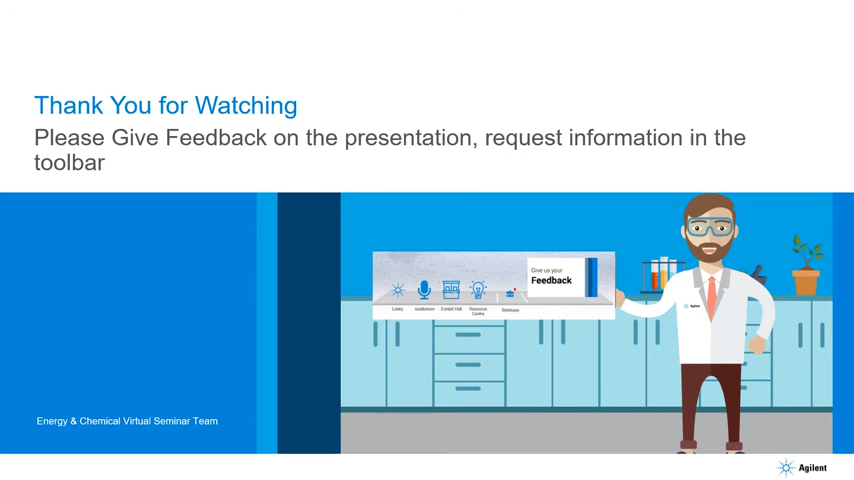 Thank You for Watching
Please Give Feedback on the presentation, request information in the
toolbar
Give us your
Feedback
Lobby
Auditorium
Exhibit Hall
Resource
Centre
Briefcase
Agilent
Energy & Chemical Virtual Seminar Team
Agilent